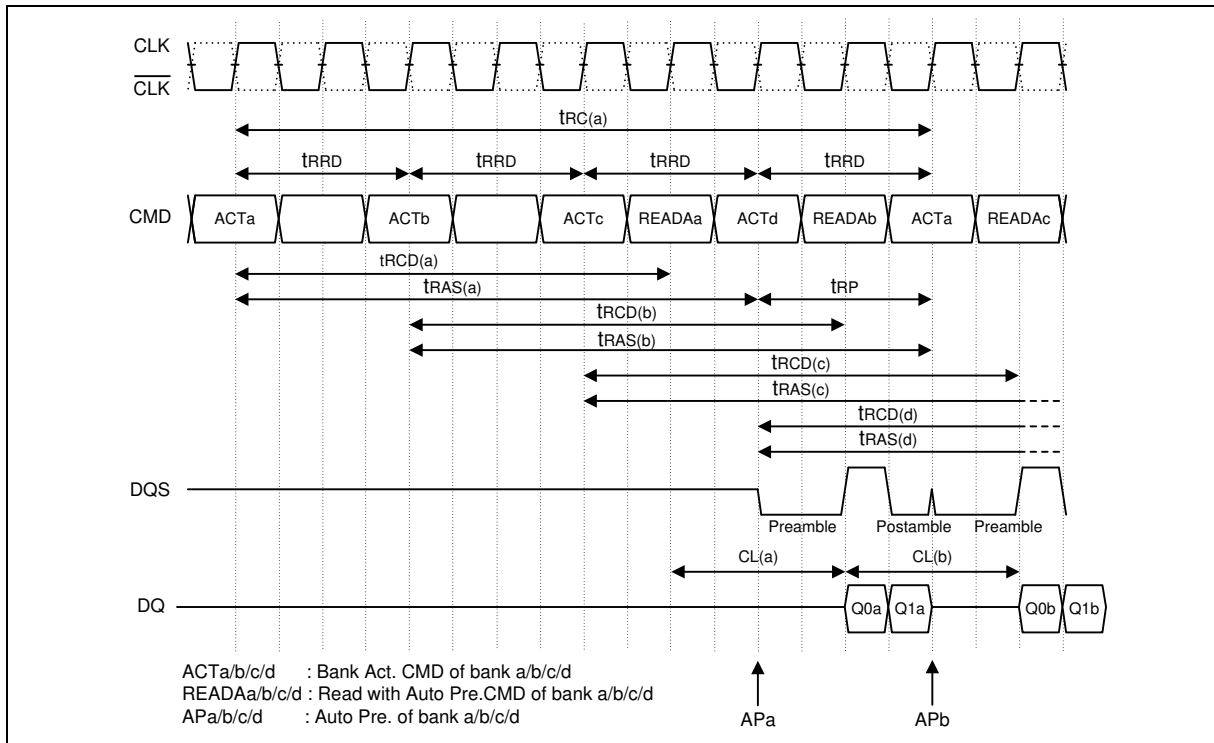 CLK
CLK
tRC(a)
tRRD tRRD tRRD tRRD
CMD ACTa ACTb ACTc READAa ACTd READAb ACTa READAc
tRCD(a)
tRAS(a) tRP
tRCD(b)
tRAS(b)
tRCD(c)
tRAS(c)
tRCD(d)
tRAS(d)
DQS
Preamble Postamble Preamble
CL(a) CL(b)
DQ Q0a Q1a Q0b Q1b
ACTa/b/c/d : Bank Act. CMD of bank a/b/c/d
READAa/b/c/d : Read with Auto Pre.CMD of bank a/b/c/d
APa/b/c/d : Auto Pre. of bank a/b/c/d
APa APb